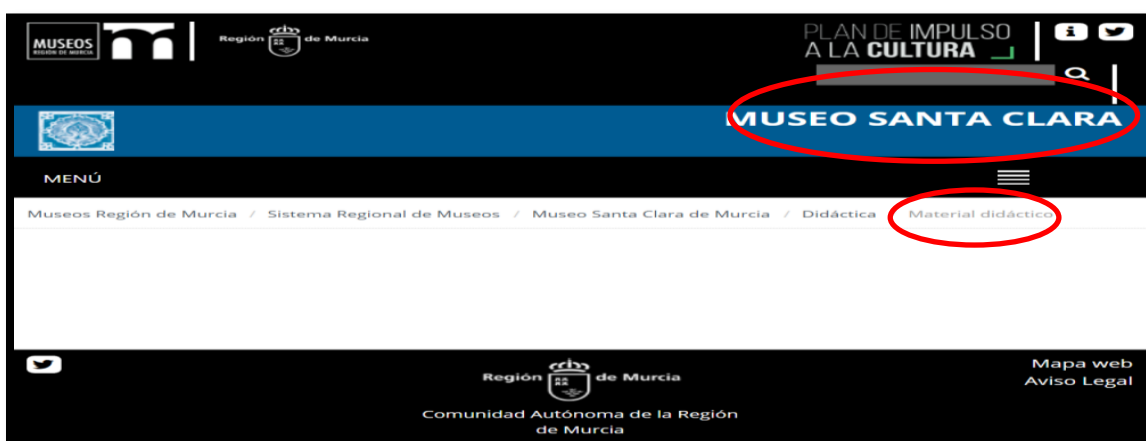 MUSEOS
REGIÓN DE MURCIA
Región de Murcia
PLAN DE IMPULSO
A LA CULTURA
MUSEO SANTA CLARA
MENÚ
Museos Región de Murcia / Sistema Regional de Museos / Museo Santa Clara de Murcia / Didáctica / Material didáctico
Región de Murcia
Comunidad Autónoma de la Región
de Murcia
Mapa web
Aviso Legal